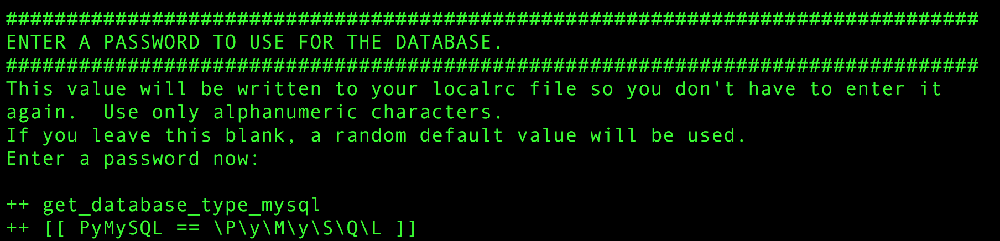 ################################################################################
ENTER A PASSWORD TO USE FOR THE DATABASE.
################################################################################
This value will be written to your localrc file so you don't have to enter it
again.  Use only alphanumeric characters.
If you leave this blank, a random default value will be used.
Enter a password now:
++ get_database_type_mysql
++ [[ PyMySQL == \P\y\M\y\S\Q\L ]]